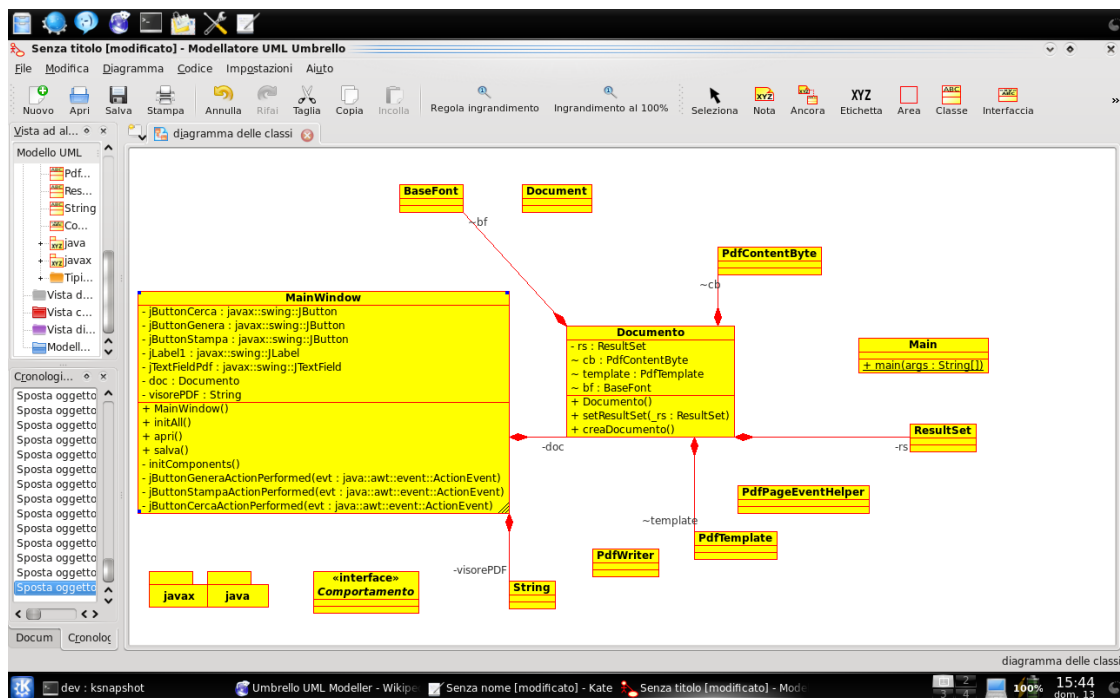 Senza titolo [modificato] - Modellatore UML Umbrello
File Modifica Diagramma Codice Impostazioni Aiuto
Nuovo Apri Salva Stampa Annulla Rifai Taglia Copia Incolla Regola ingrandimento Ingrandimento al 100% Seleziona Nota Ancora Etichetta Area Classe Interfaccia
Vista ad al...
diagramma delle classi
Modello UML
Pdf...
Res...
String
Co...
java
javax
Tipi...
Vista d...
Vista c...
Vista di...
Modell...
Cronologi...
Sposta oggetto
Sposta oggetto
Sposta oggetto
Sposta oggetto
Sposta oggetto
Sposta oggetto
Sposta oggetto
Sposta oggetto
Sposta oggetto
Sposta oggetto
Sposta oggetto
Sposta oggetto
Sposta oggetto
Sposta oggetto
Docum Cronolog
BaseFont
Document
~bf
PdfContentByte
~cb
MainWindow
- jButtonCerca : javax::swing::JButton
- jButtonGenera : javax::swing::JButton
- jButtonStampa : javax::swing::JButton
- jLabel1 : javax::swing::JLabel
- jTextFieldPdf : javax::swing::JTextField
- doc : Documento
- visorePDF : String
+ MainWindow()
+ initAll()
+ apri()
+ salva()
- initComponents()
- jButtonGeneraActionPerformed(evt : java::awt::event::ActionEvent)
- jButtonStampaActionPerformed(evt : java::awt::event::ActionEvent)
- jButtonCercaActionPerformed(evt : java::awt::event::ActionEvent)
Documento
- rs : ResultSet
~ cb : PdfContentByte
~ template : PdfTemplate
~ bf : BaseFont
+ Documento()
+ setResultSet(_rs : ResultSet)
+ creaDocumento()
Main
+ main(args : String[])
ResultSet
-doc
-rs
PdfPageEventHelper
~template
PdfTemplate
PdfWriter
-visorePDF
String
«interface»
Comportamento
javax
java
diagramma delle classi
dev : ksnapshot
Umbrello UML Modeller - Wikipe
Senza nome [modificato] - Kate
Senza titolo [modificato] - Mode
2
3 4
100%
15:44
dom. 13